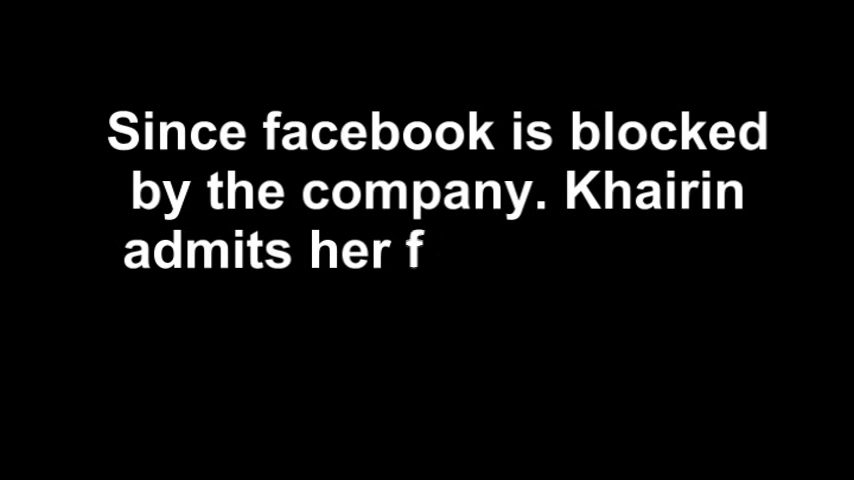 Since facebook is blocked
by the company. Khairin
admits her f